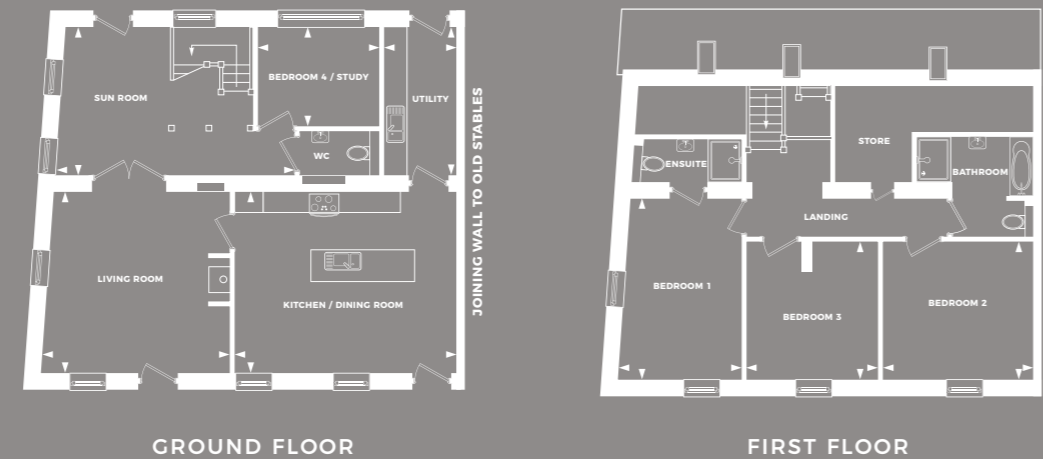 SUN ROOM
BEDROOM 4 / STUDY
UTILITY
WC
LIVING ROOM
KITCHEN / DINING ROOM
JOINING WALL TO OLD STABLES
GROUND FLOOR
ENSUITE
STORE
BATHROOM
LANDING
BEDROOM 1
BEDROOM 3
BEDROOM 2
FIRST FLOOR